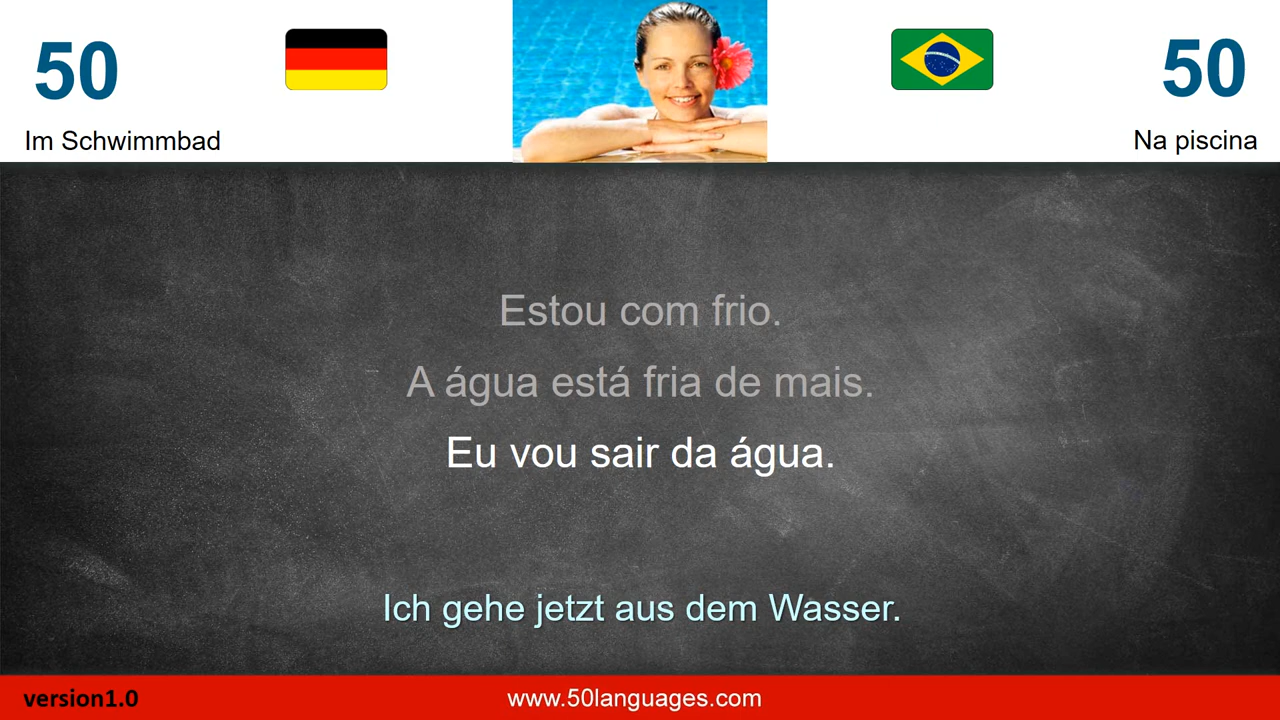 50
50
Im Schwimmbad
Na piscina
Estou com frio.
A água está fria de mais.
Eu vou sair da água.
Ich gehe jetzt aus dem Wasser.
version1.0
www.50languages.com